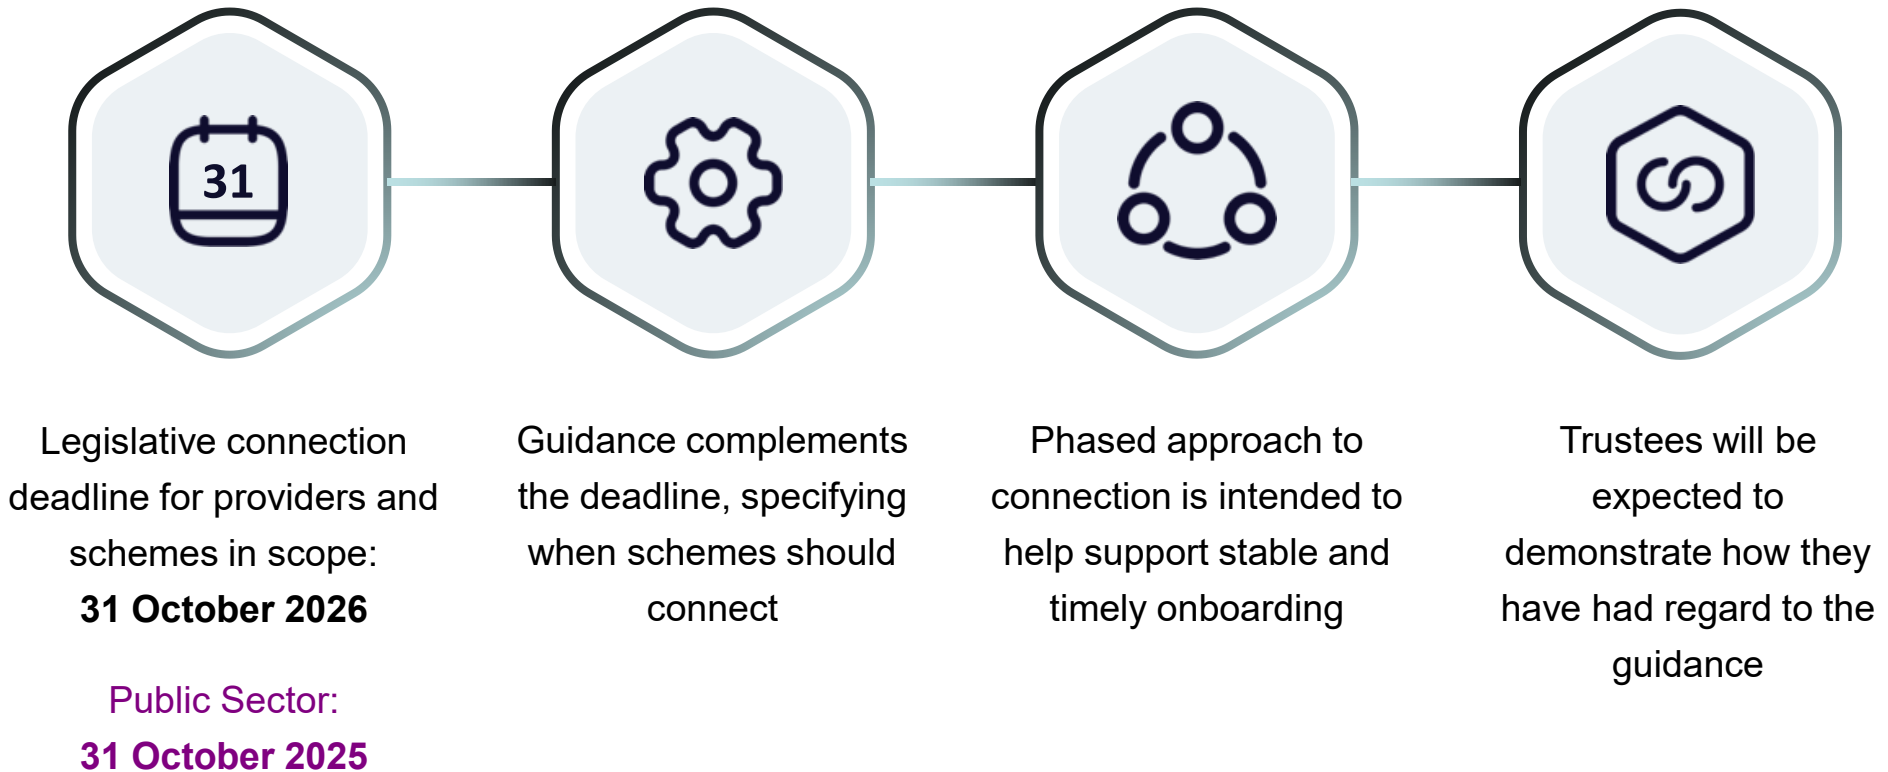 31
Legislative connection
deadline for providers and
schemes in scope:
31 October 2026
Public Sector:
31 October 2025
Guidance complements
the deadline, specifying
when schemes should
connect
Phased approach to
connection is intended to
help support stable and
timely onboarding
Trustees will be
expected to
demonstrate how they
have had regard to the
guidance